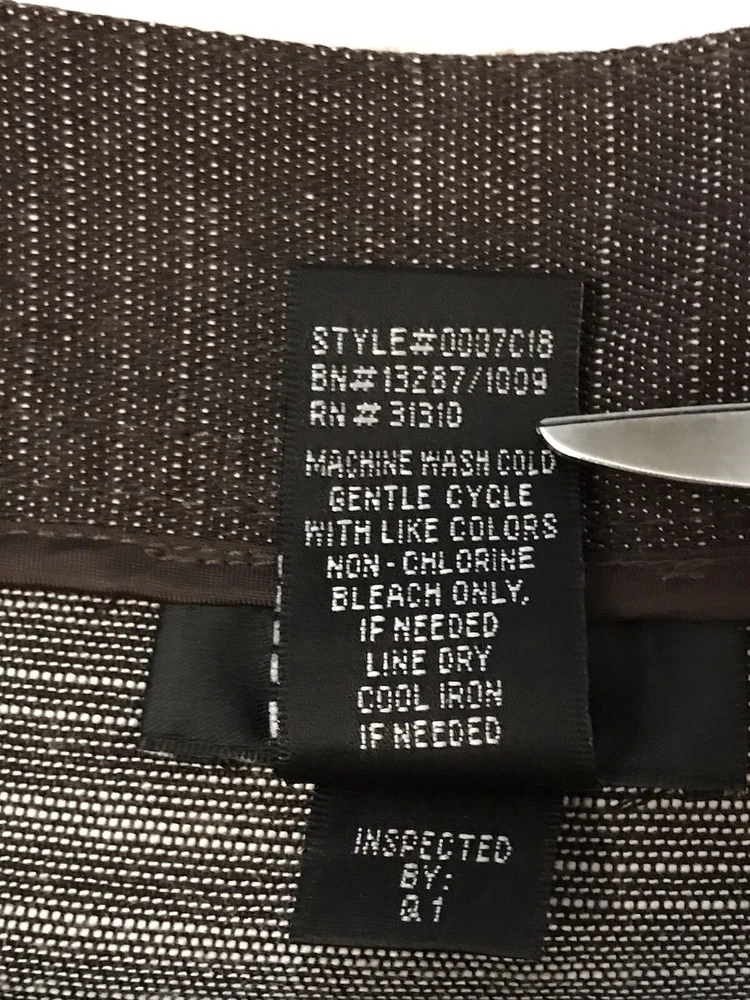 STYLE#0007C18
BN#13287/1009
RN#31310
MACHINE WASH COLD
GENTLE CYCLE
WITH LIKE COLORS
NON-CHLORINE
BLEACH ONLY,
IF NEEDED
LINE DRY
COOL IRON
IF NEEDED
INSPECTED
BY:
Q1